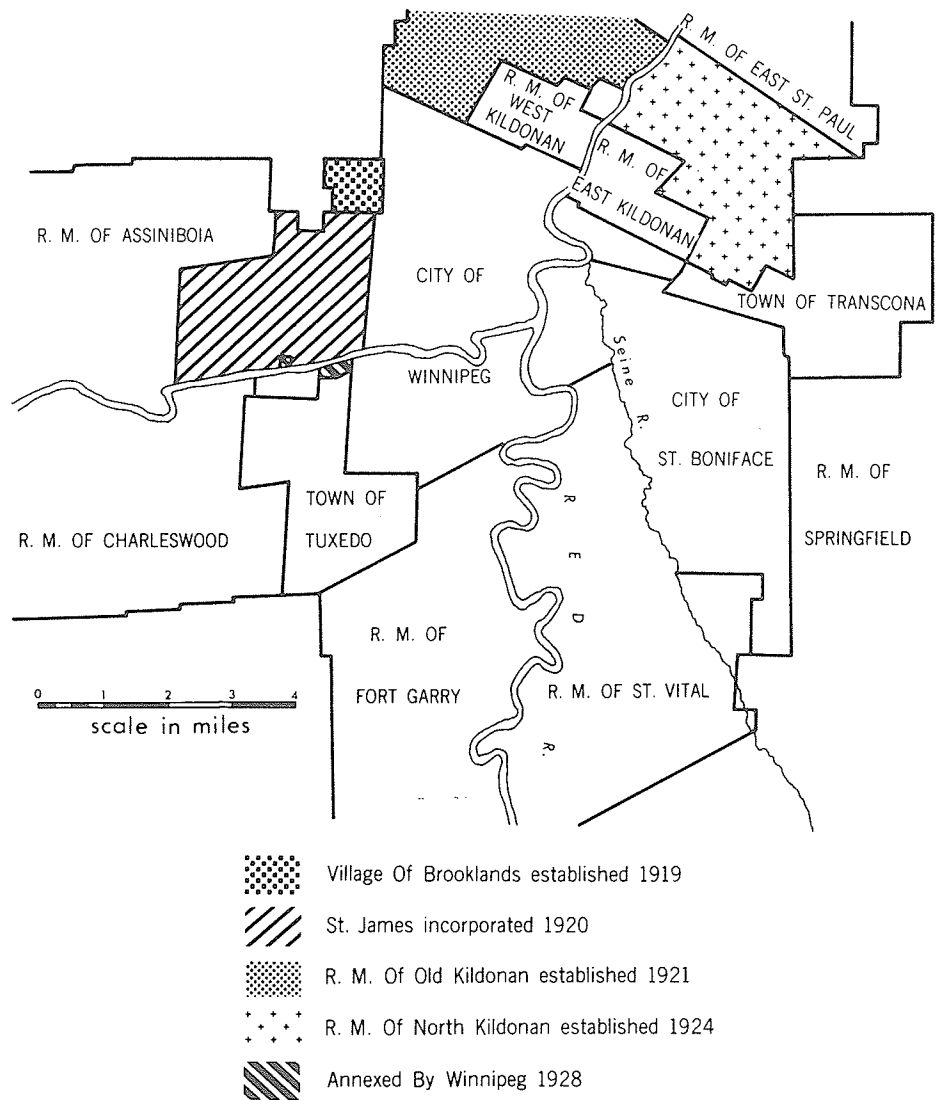 R. M. OF EAST ST. PAUL
R. M. OF
WEST
KILDONAN
R. M. OF
EAST KILDONAN
R. M. OF ASSINIBOIA
CITY OF
WINNIPEG
TOWN OF TRANSCONA
Seine R.
CITY OF
ST. BONIFACE
R. M. OF
SPRINGFIELD
TOWN OF
TUXEDO
R. M. OF CHARLESWOOD
RED R.
R. M. OF
FORT GARRY
R. M. OF ST. VITAL
0 1 2 3 4
scale in miles
Village Of Brooklands established 1919
St. James incorporated 1920
R. M. Of Old Kildonan established 1921
R. M. Of North Kildonan established 1924
Annexed By Winnipeg 1928